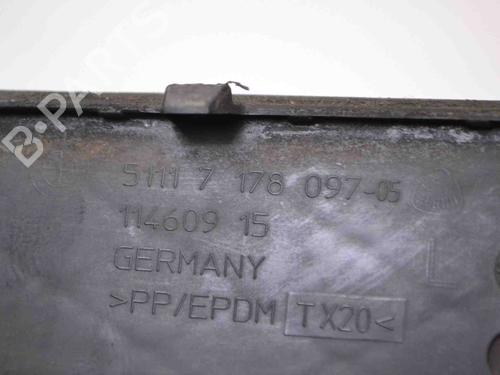 B-PARTS
5111 7 178 097-05
114609 15
GERMANY
L
>PP/EPDM TX20<